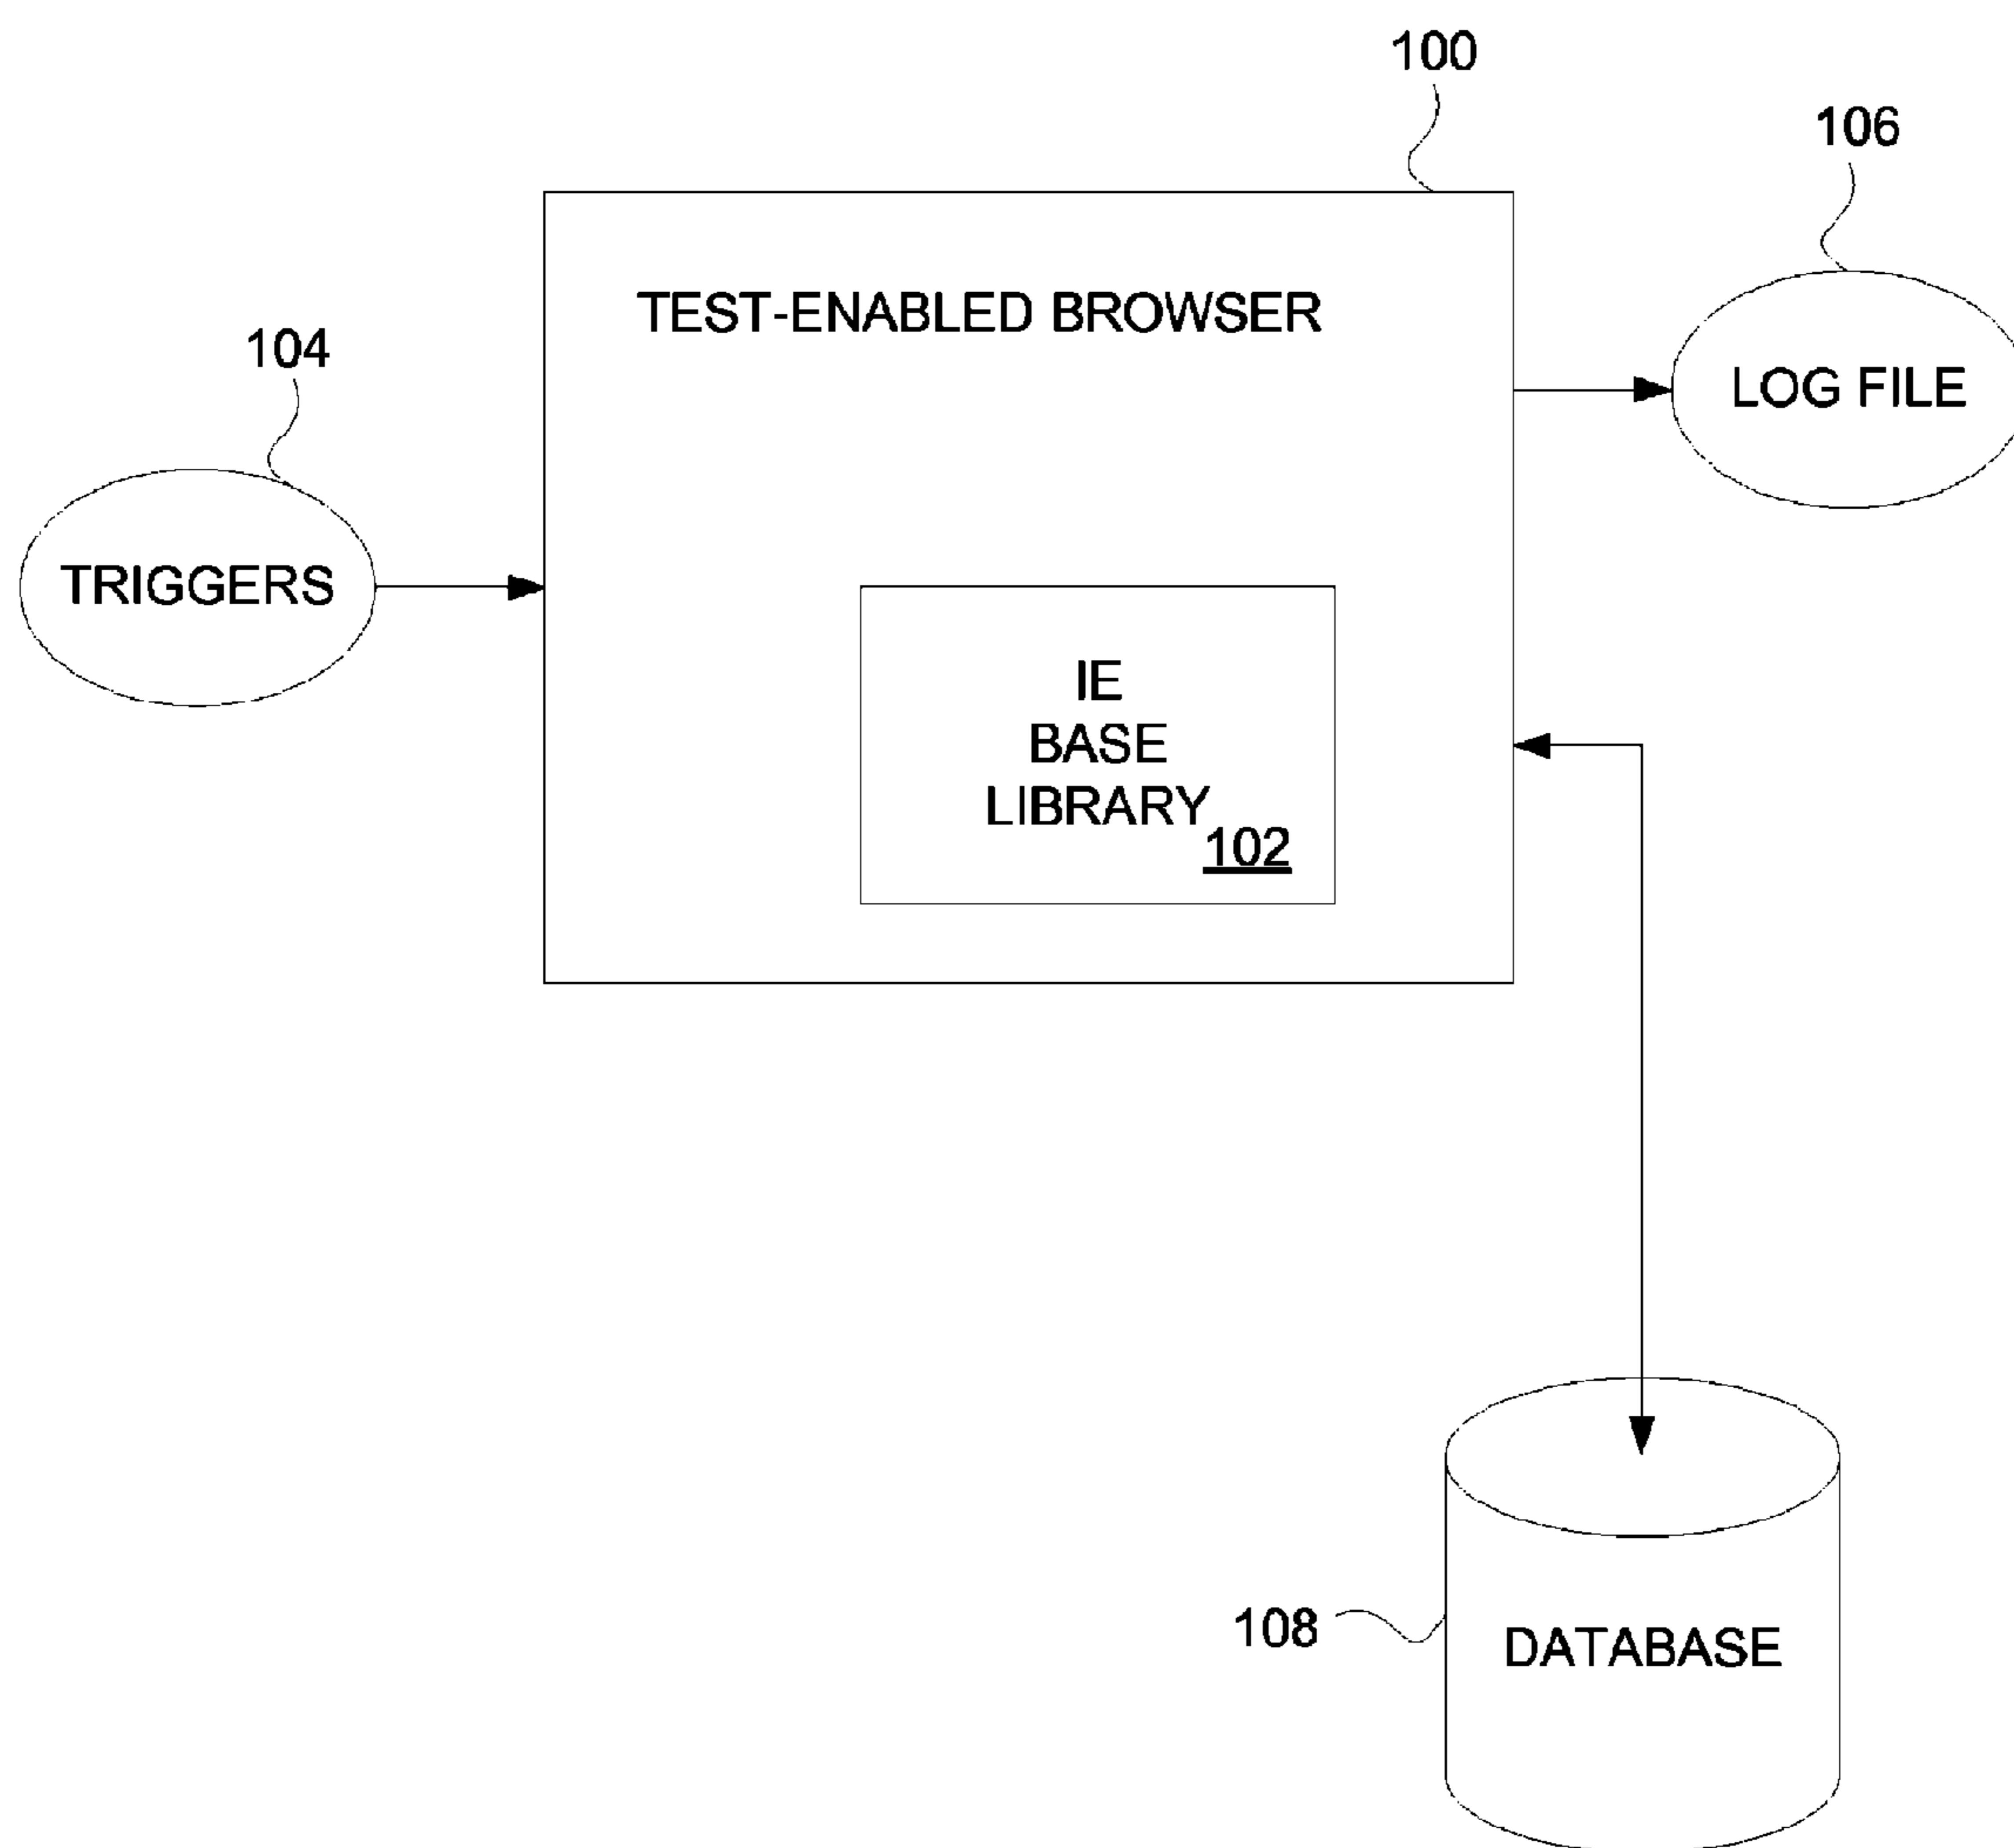 100
106
TEST-ENABLED BROWSER
104
LOG FILE
TRIGGERS
IE
BASE
LIBRARY
102
108
DATABASE